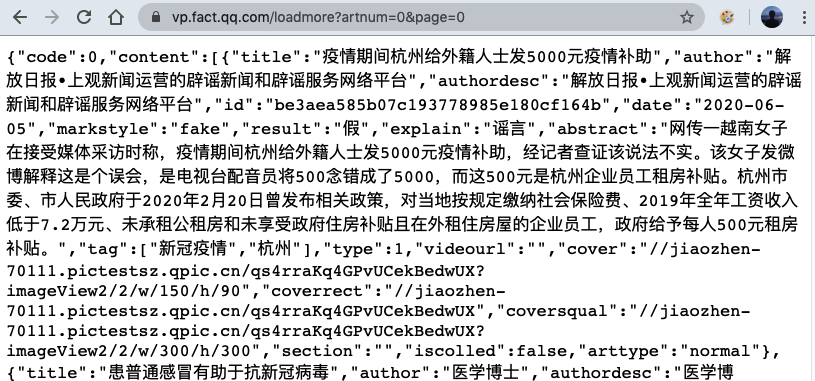 vp.fact.qq.com/loadmore?artnum=0&page=0
{"code":0,"content":[{"title":"疫情期间杭州给外籍人士发5000元疫情补助","author":"解
放日报•上观新闻运营的辟谣新闻和辟谣服务网络平台","authordesc":"解放日报•上观新闻运营的辟谣
新闻和辟谣服务网络平台","id":"be3aea585b07c193778985e180cf164b","date":"2020-06-
05","markstyle":"fake","result":"假","explain":"谣言","abstract":"网传一越南女子
在接受媒体采访时称，疫情期间杭州给外籍人士发5000元疫情补助，经记者查证该说法不实。该女子发微
博解释这是个误会，是电视台配音员将500念错成了5000，而这500元是杭州企业员工租房补贴。杭州市
委、市人民政府于2020年2月20日曾发布相关政策，对当地按规定缴纳社会保险费、2019年全年工资收入
低于7.2万元、未承租公租房和未享受政府住房补贴且在外租住房屋的企业员工，政府给予每人500元租房
补贴。","tag":["新冠疫情","杭州"],"type":1,"videourl":"","cover":"//jiaozhen-
70111.pictestsz.qpic.cn/qs4rraKq4GPvUCekBedwUX?
imageView2/2/w/150/h/90","coverrect":"//jiaozhen-
70111.pictestsz.qpic.cn/qs4rraKq4GPvUCekBedwUX","coversqual":"//jiaozhen-
70111.pictestsz.qpic.cn/qs4rraKq4GPvUCekBedwUX?
imageView2/2/w/300/h/300","section":"","iscolled":false,"arttype":"normal"},
{"title":"患普通感冒有助于抗新冠病毒","author":"医学博士","authordesc":"医学博